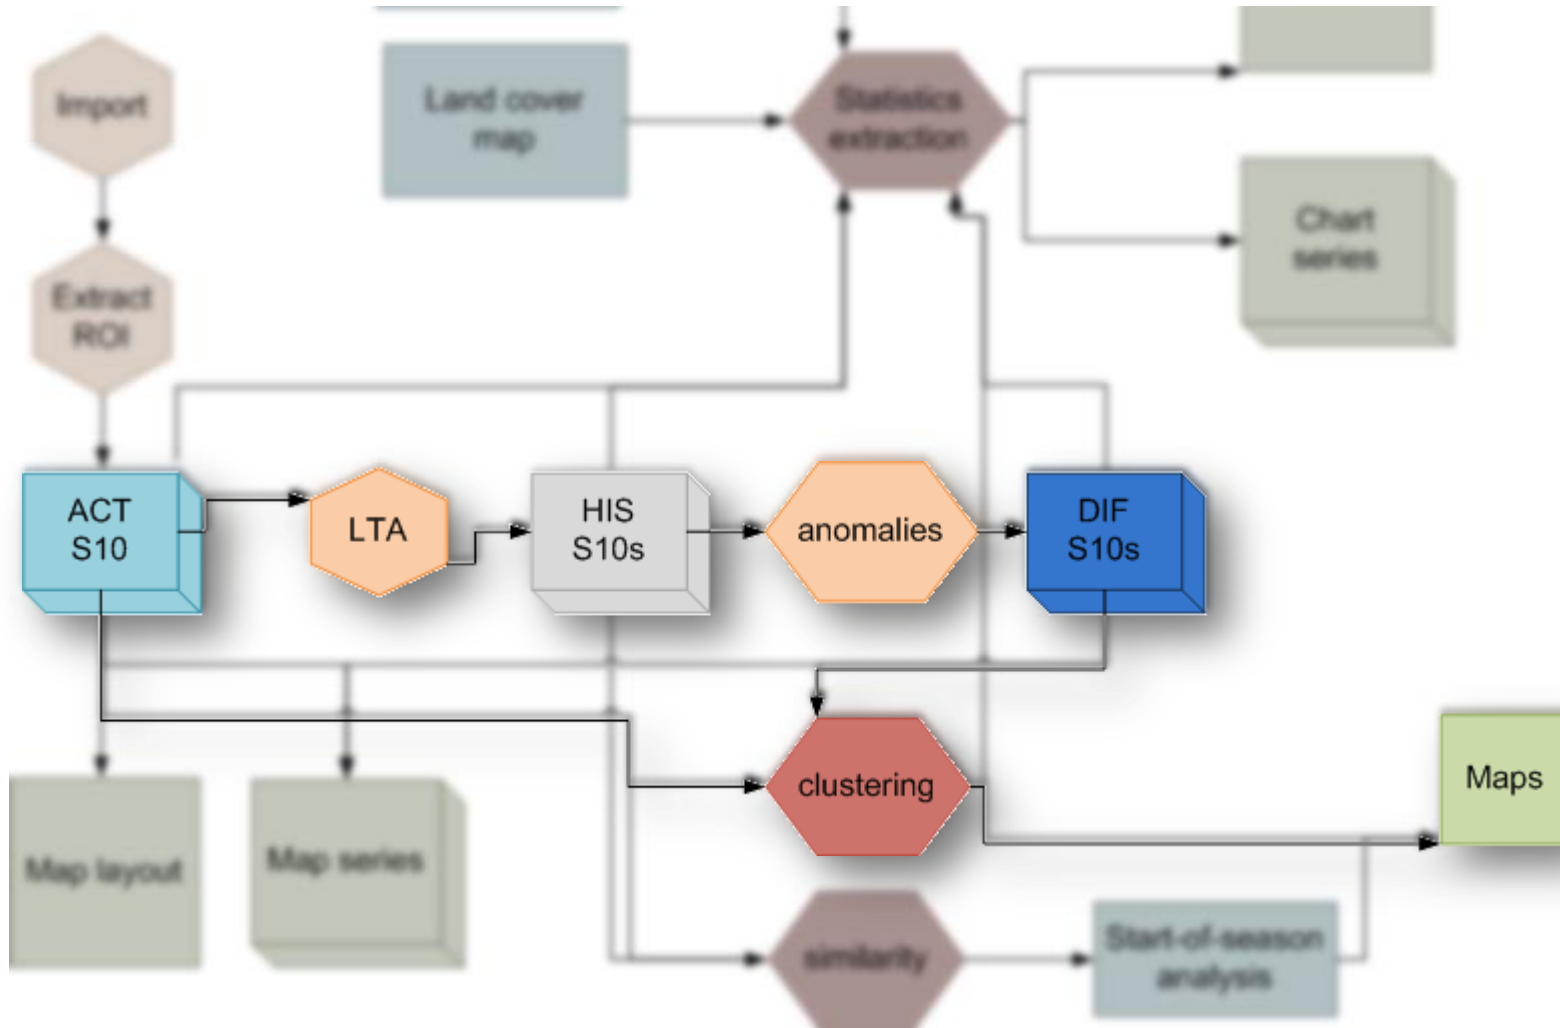 Import
Land cover
map
Statistics
extraction
Chart
series
Extract
ROI
ACT
S10
LTA
HIS
S10s
anomalies
DIF
S10s
clustering
Maps
Map layout
Map series
similarity
Start-of-season
analysis